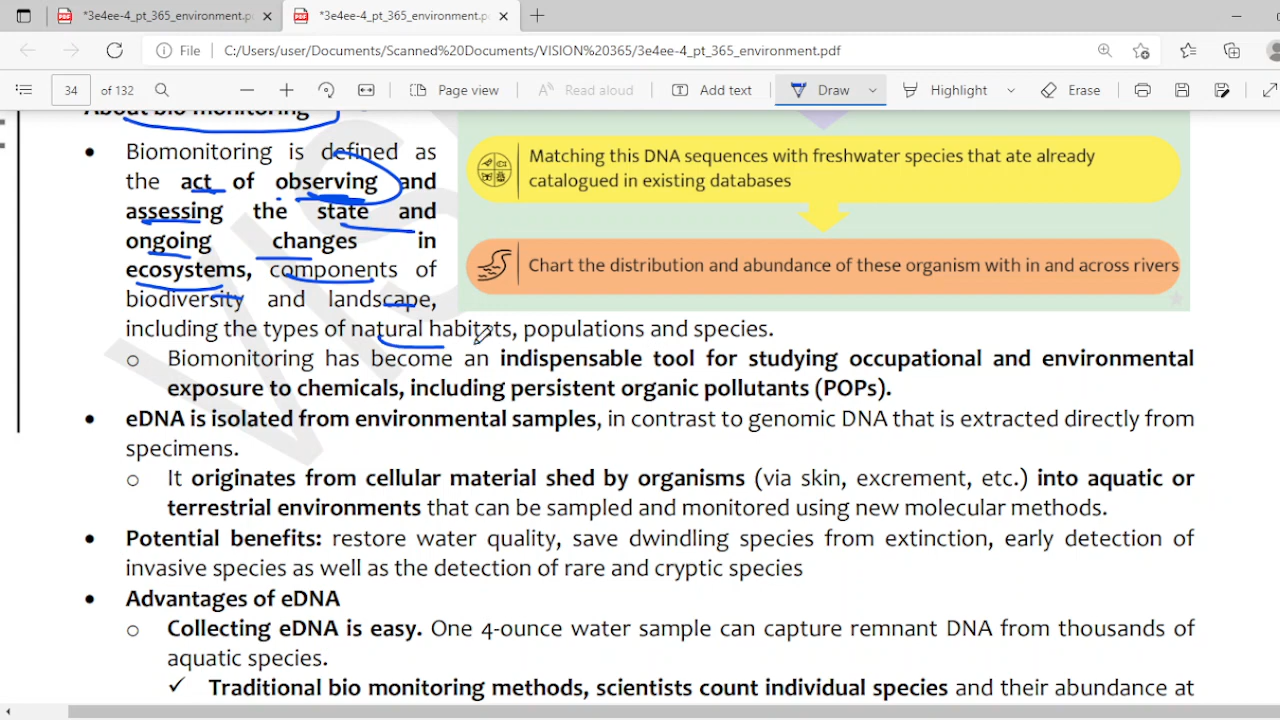 *3e4ee-4_pt_365_environment.p
*3e4ee-4_pt_365_environment.p
File
C:/Users/user/Documents/Scanned%20Documents/VISION%20365/3e4ee-4_pt_365_environment.pdf
34 of 132
Page view
Read aloud
Add text
Draw
Highlight
Erase
About bio monitoring
• Biomonitoring is defined as
the act of observing and
assessing the state and
ongoing changes in
ecosystems, components of
biodiversity and landscape,
including the types of natural habitats, populations and species.
Matching this DNA sequences with freshwater species that ate already
catalogued in existing databases
Chart the distribution and abundance of these organism with in and across rivers
o Biomonitoring has become an indispensable tool for studying occupational and environmental
exposure to chemicals, including persistent organic pollutants (POPs).
• eDNA is isolated from environmental samples, in contrast to genomic DNA that is extracted directly from
specimens.
o It originates from cellular material shed by organisms (via skin, excrement, etc.) into aquatic or
terrestrial environments that can be sampled and monitored using new molecular methods.
• Potential benefits: restore water quality, save dwindling species from extinction, early detection of
invasive species as well as the detection of rare and cryptic species
• Advantages of eDNA
o Collecting eDNA is easy. One 4-ounce water sample can capture remnant DNA from thousands of
aquatic species.
✓ Traditional bio monitoring methods, scientists count individual species and their abundance at